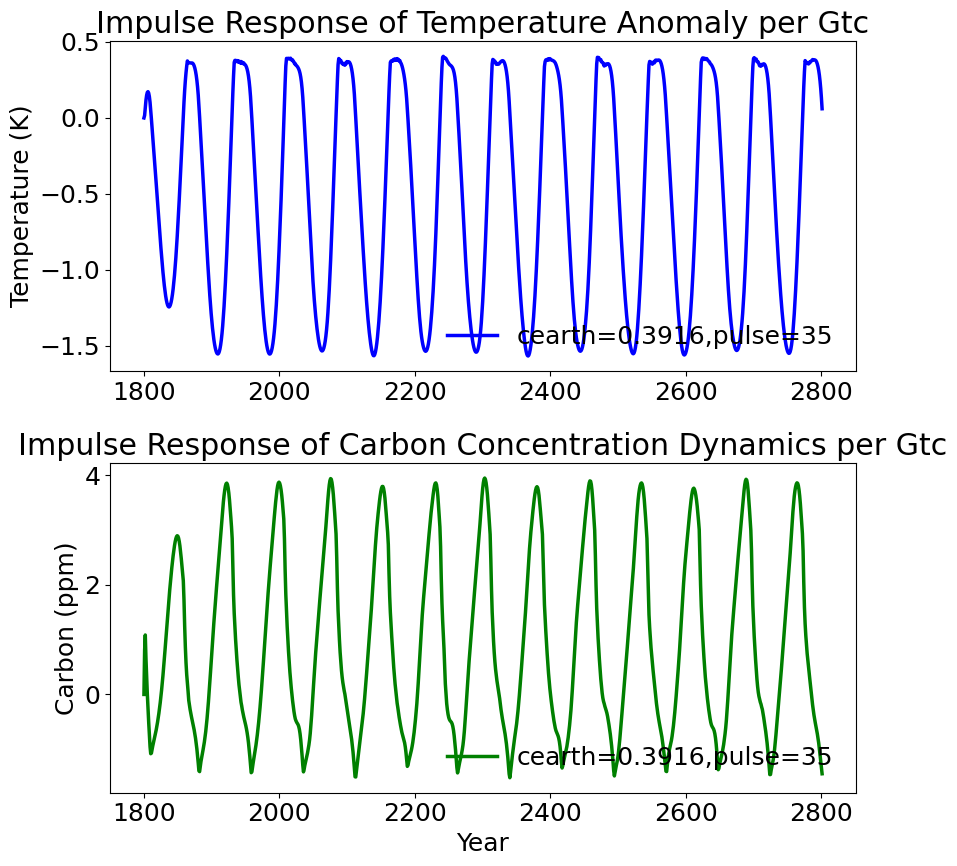 Impulse Response of Temperature Anomaly per Gtc
0.5
0.0
−0.5
−1.0
−1.5
Temperature (K)
cearth=0.3916,pulse=35
1800 2000 2200 2400 2600 2800
Impulse Response of Carbon Concentration Dynamics per Gtc
4
2
0
Carbon (ppm)
cearth=0.3916,pulse=35
1800 2000 2200 2400 2600 2800
Year